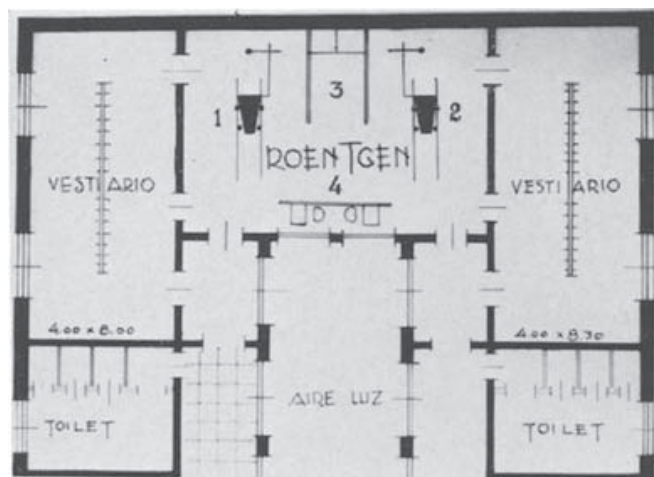 1
3
2
ROENTGEN
4
VESTIARIO
VESTIARIO
4.00 x 8.00
4.00 x 8.30
AIRE LUZ
TOILET
TOILET